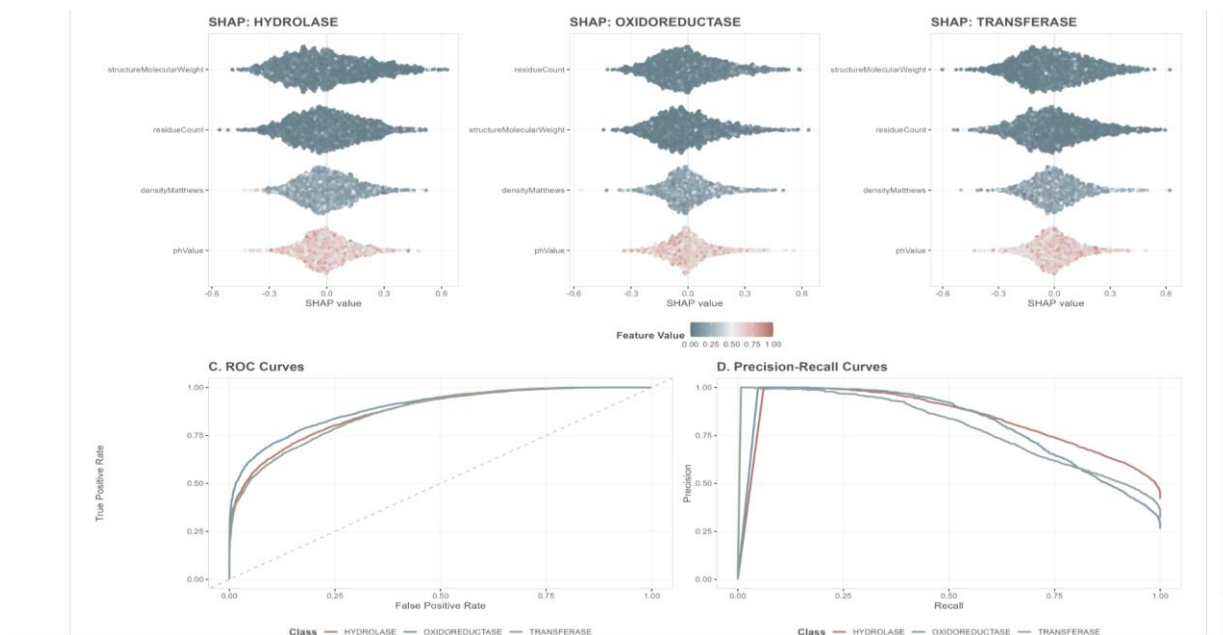 SHAP: HYDROLASE
structureMolecularWeight
residueCount
densityMatthews
phValue
-0.6 -0.3 0.0 0.3 0.6
SHAP value
SHAP: OXIDOREDUCTASE
residueCount
structureMolecularWeight
densityMatthews
phValue
-0.6 -0.3 0.0 0.3 0.6
SHAP value
SHAP: TRANSFERASE
structureMolecularWeight
residueCount
densityMatthews
phValue
-0.6 -0.3 0.0 0.3 0.6
SHAP value
Feature Value
0.00 0.25 0.50 0.75 1.00
C. ROC Curves
True Positive Rate
1.00
0.75
0.50
0.25
0.00
0.00 0.25 0.50 0.75 1.00
False Positive Rate
Class HYDROLASE OXIDOREDUCTASE TRANSFERASE
D. Precision-Recall Curves
Precision
1.00
0.75
0.50
0.25
0.00
0.00 0.25 0.50 0.75 1.00
Recall
Class HYDROLASE OXIDOREDUCTASE TRANSFERASE